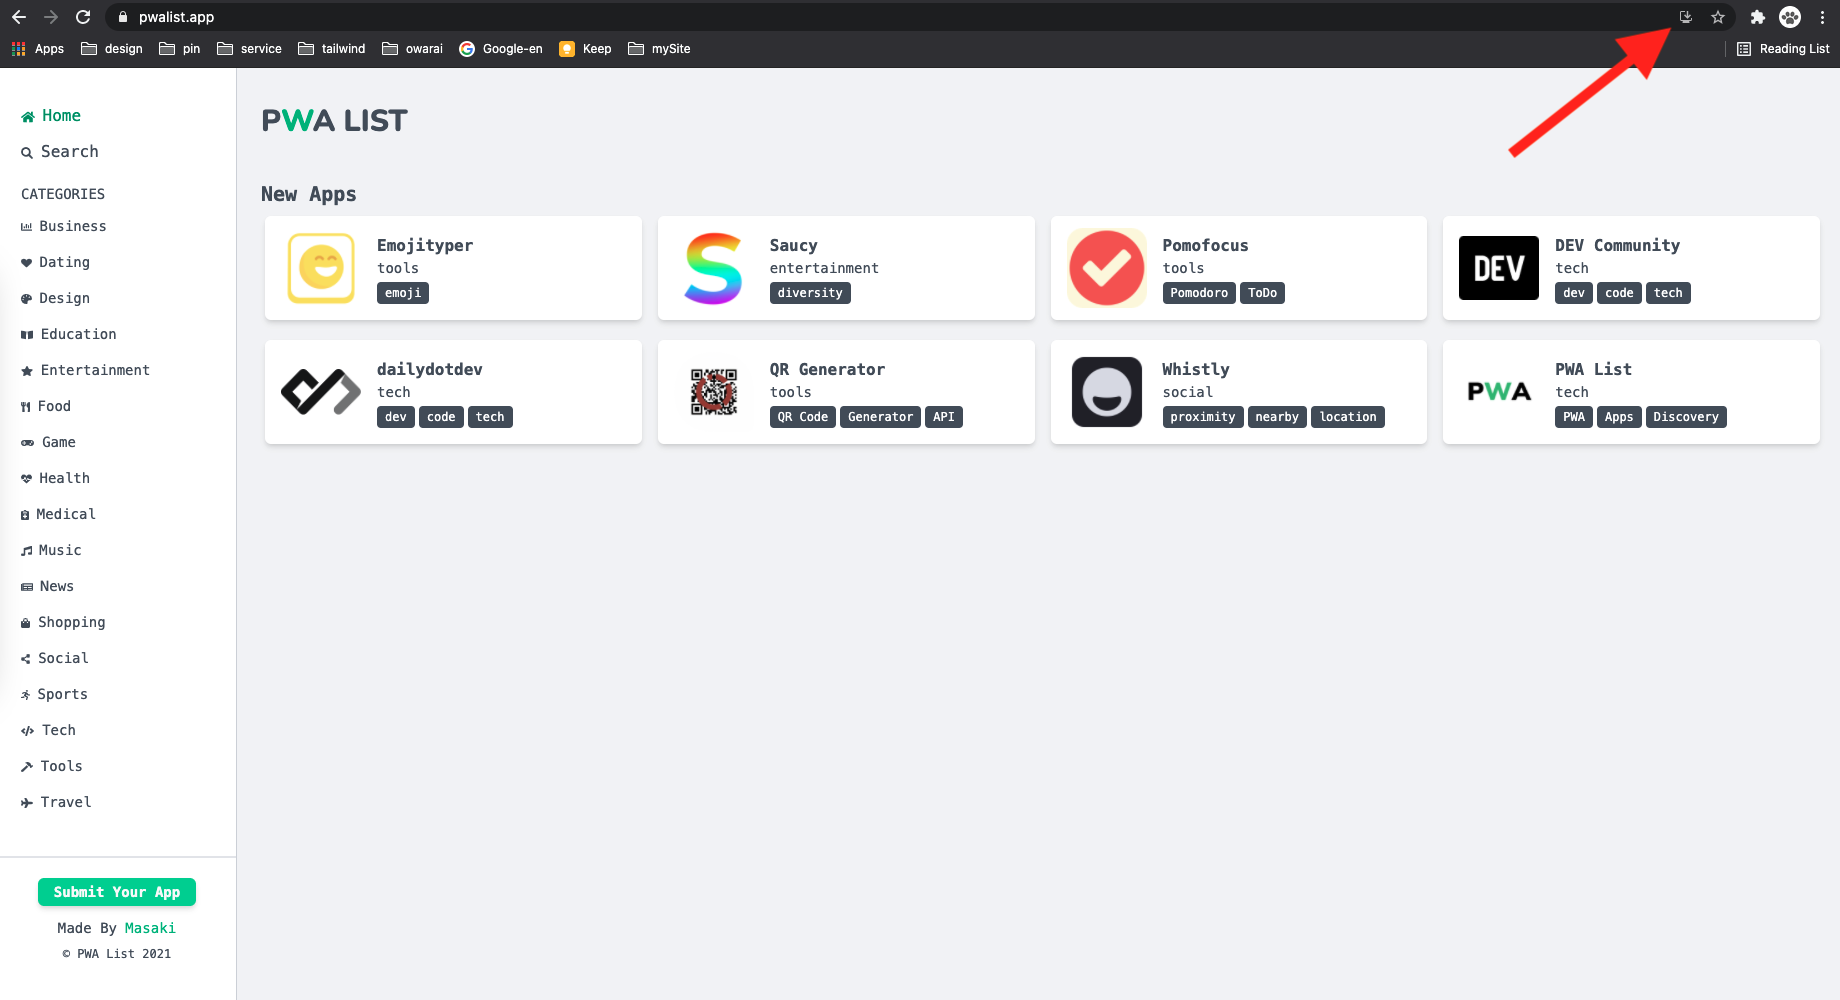 pwalist.app
Apps design pin service tailwind owarai Google-en Keep mySite Reading List
Home
Search
CATEGORIES
Business
Dating
Design
Education
Entertainment
Food
Game
Health
Medical
Music
News
Shopping
Social
Sports
Tech
Tools
Travel
Submit Your App
Made By Masaki
© PWA List 2021
PWA LIST
New Apps
Emojityper
tools
emoji
Saucy
entertainment
diversity
Pomofocus
tools
Pomodoro ToDo
DEV
DEV Community
tech
dev code tech
dailydotdev
tech
dev code tech
QR Generator
tools
QR Code Generator API
Whistly
social
proximity nearby location
PWA
PWA List
tech
PWA Apps Discovery